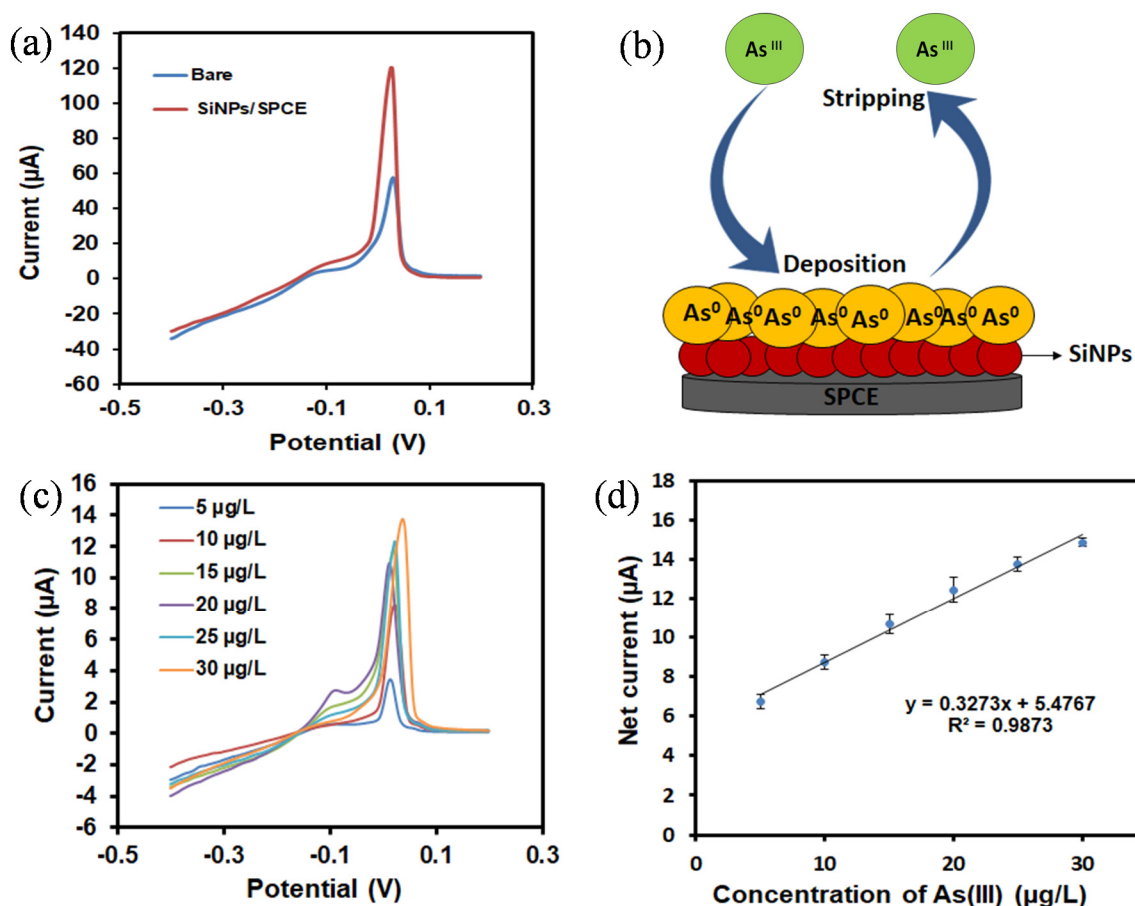 (a)
140
120
100
80
60
40
20
0
-20
-40
-60
Current (µA)
Bare
SiNPs/SPCE
-0.5 -0.3 -0.1 0.1 0.3
Potential (V)
(b)
As III
As III
Stripping
Deposition
As⁰ As⁰ As⁰ As⁰ As⁰ As⁰ As⁰ As⁰
SiNPs
SPCE
(c)
16
14
12
10
8
6
4
2
0
-2
-4
-6
Current (µA)
5 µg/L
10 µg/L
15 µg/L
20 µg/L
25 µg/L
30 µg/L
-0.5 -0.3 -0.1 0.1 0.3
Potential (V)
(d)
18
16
14
12
10
8
6
4
2
0
Net current (µA)
y = 0.3273x + 5.4767
R² = 0.9873
0 10 20 30
Concentration of As(III) (µg/L)